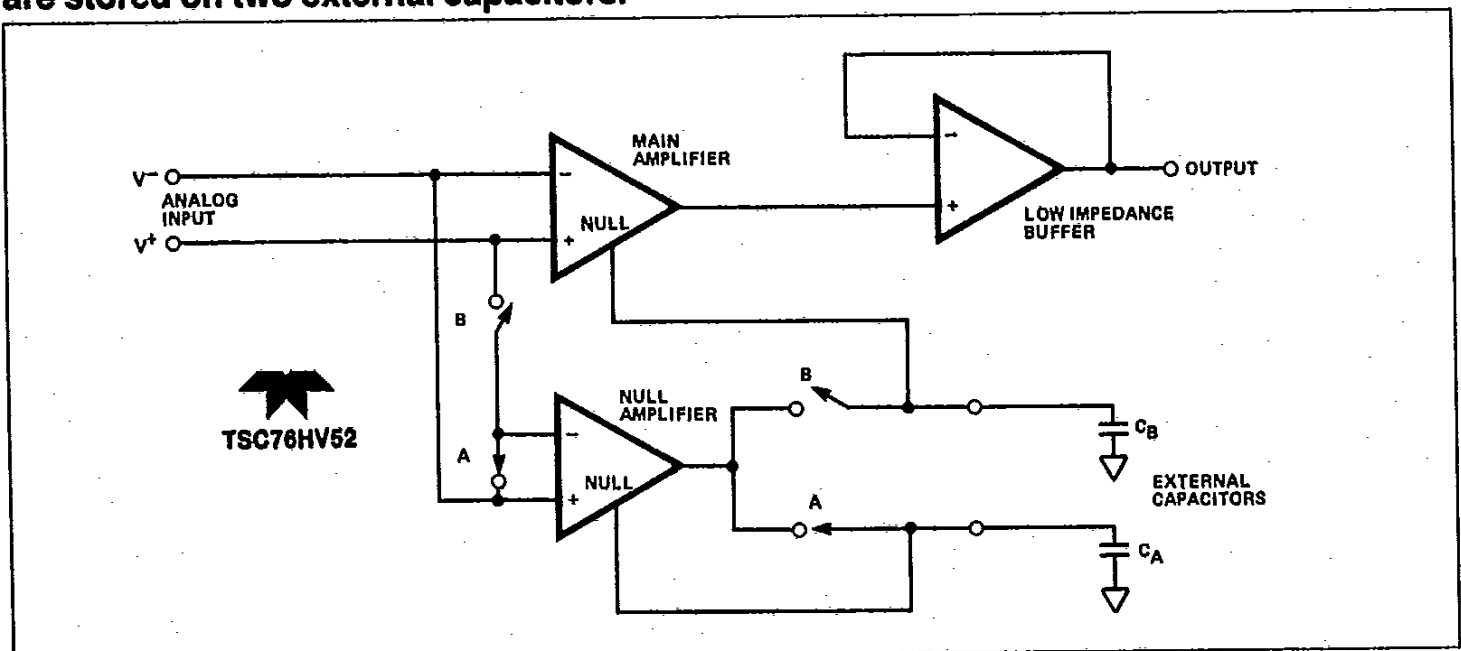 are stored on two external capacitors.
MAIN
AMPLIFIER
V⁻
ANALOG
INPUT
V⁺
−
NULL
+
−
+
OUTPUT
LOW IMPEDANCE
BUFFER
B
TSC76HV52
A
NULL
AMPLIFIER
−
NULL
+
B
A
C_B
EXTERNAL
CAPACITORS
C_A